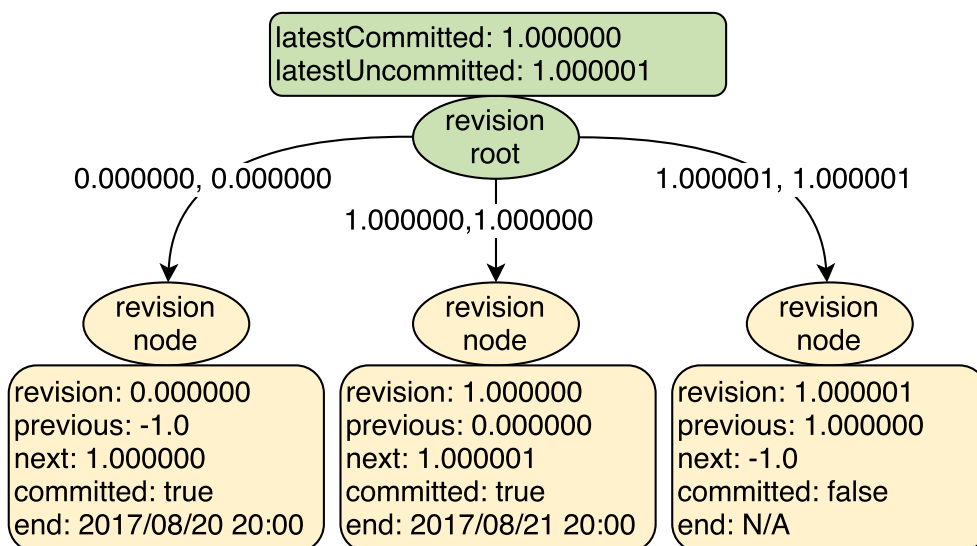 latestCommitted: 1.000000
latestUncommitted: 1.000001
revision
root
0.000000, 0.000000
1.000000,1.000000
1.000001, 1.000001
revision
node
revision: 0.000000
previous: -1.0
next: 1.000000
committed: true
end: 2017/08/20 20:00
revision
node
revision: 1.000000
previous: 0.000000
next: 1.000001
committed: true
end: 2017/08/21 20:00
revision
node
revision: 1.000001
previous: 1.000000
next: -1.0
committed: false
end: N/A